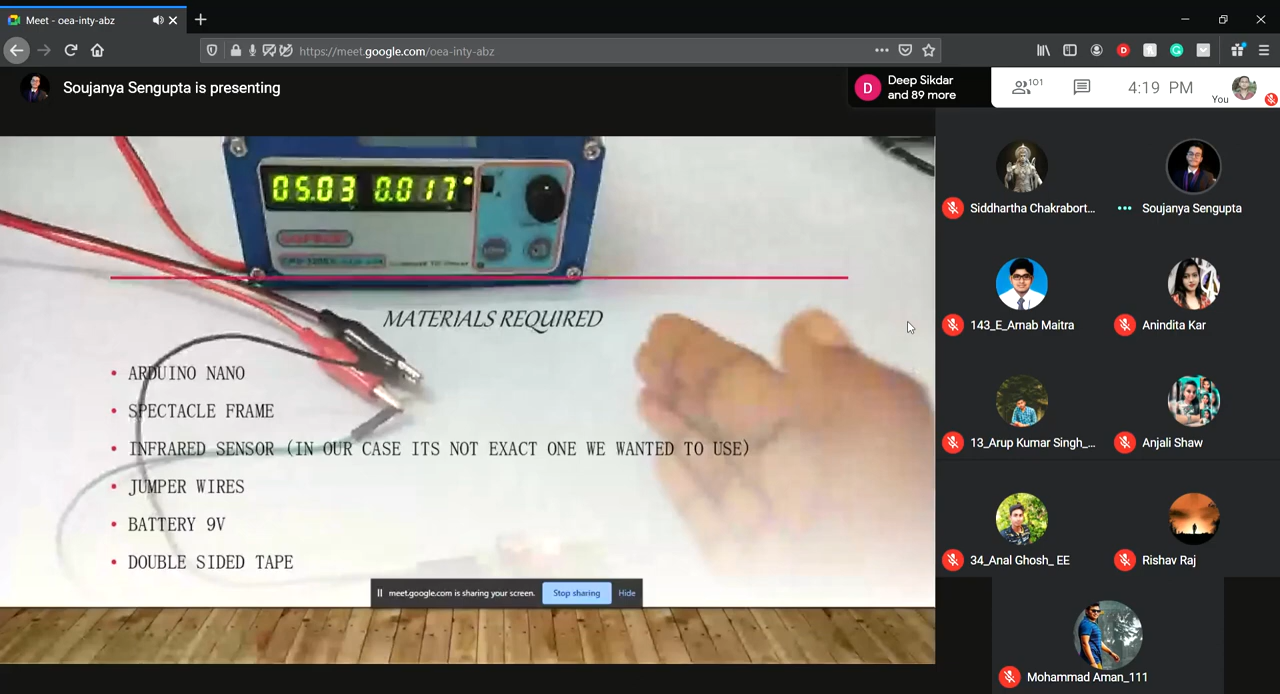 Meet - oea-inty-abz
https://meet.google.com/oea-inty-abz
Soujanya Sengupta is presenting
D
Deep Sikdar
and 89 more
101
4:19 PM
You
05.03 0.017
MATERIALS REQUIRED
• ARDUINO NANO
• SPECTACLE FRAME
• INFRARED SENSOR (IN OUR CASE ITS NOT EXACT ONE WE WANTED TO USE)
• JUMPER WIRES
• BATTERY 9V
• DOUBLE SIDED TAPE
meet.google.com is sharing your screen.
Stop sharing
Hide
Siddhartha Chakrabort...
Soujanya Sengupta
143_E_Arnab Maitra
Anindita Kar
13_Arup Kumar Singh_...
Anjali Shaw
34_Anal Ghosh_ EE
Rishav Raj
Mohammad Aman_111